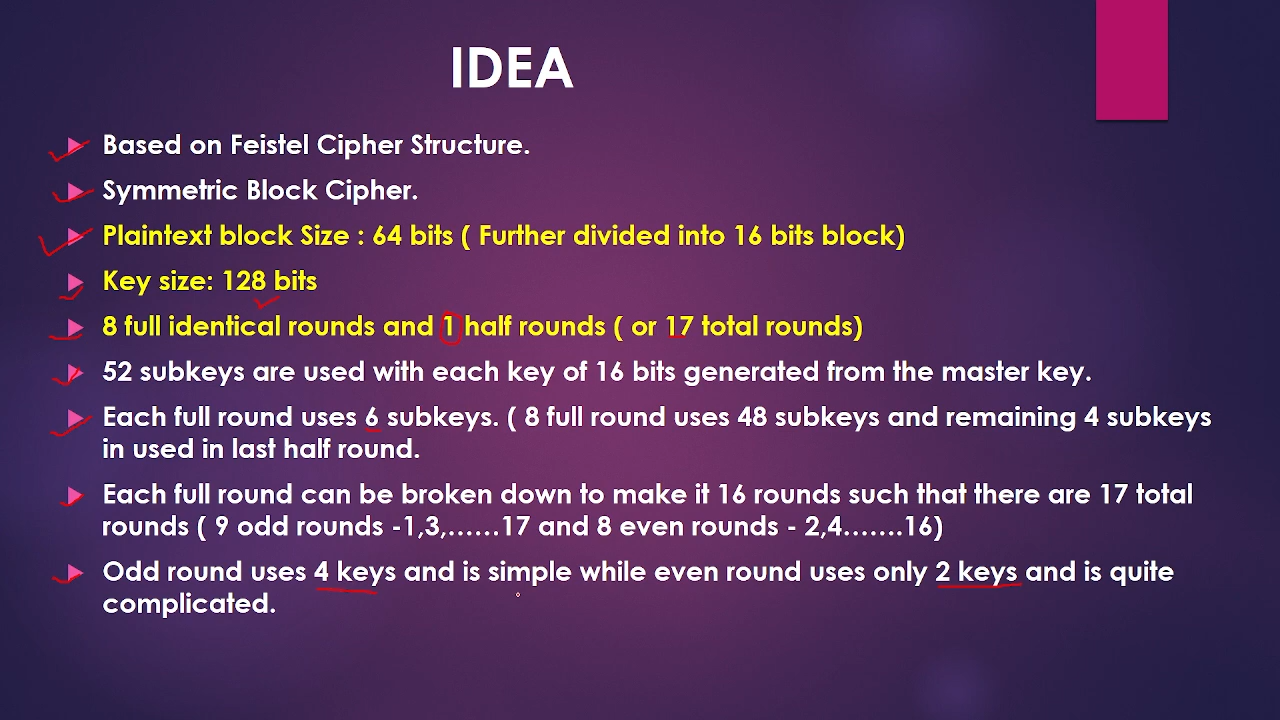 IDEA
Based on Feistel Cipher Structure.
Symmetric Block Cipher.
Plaintext block Size : 64 bits ( Further divided into 16 bits block)
Key size: 128 bits
8 full identical rounds and 1 half rounds ( or 17 total rounds)
52 subkeys are used with each key of 16 bits generated from the master key.
Each full round uses 6 subkeys. ( 8 full round uses 48 subkeys and remaining 4 subkeys
in used in last half round.
Each full round can be broken down to make it 16 rounds such that there are 17 total
rounds ( 9 odd rounds -1,3,......17 and 8 even rounds - 2,4.......16)
Odd round uses 4 keys and is simple while even round uses only 2 keys and is quite
complicated.